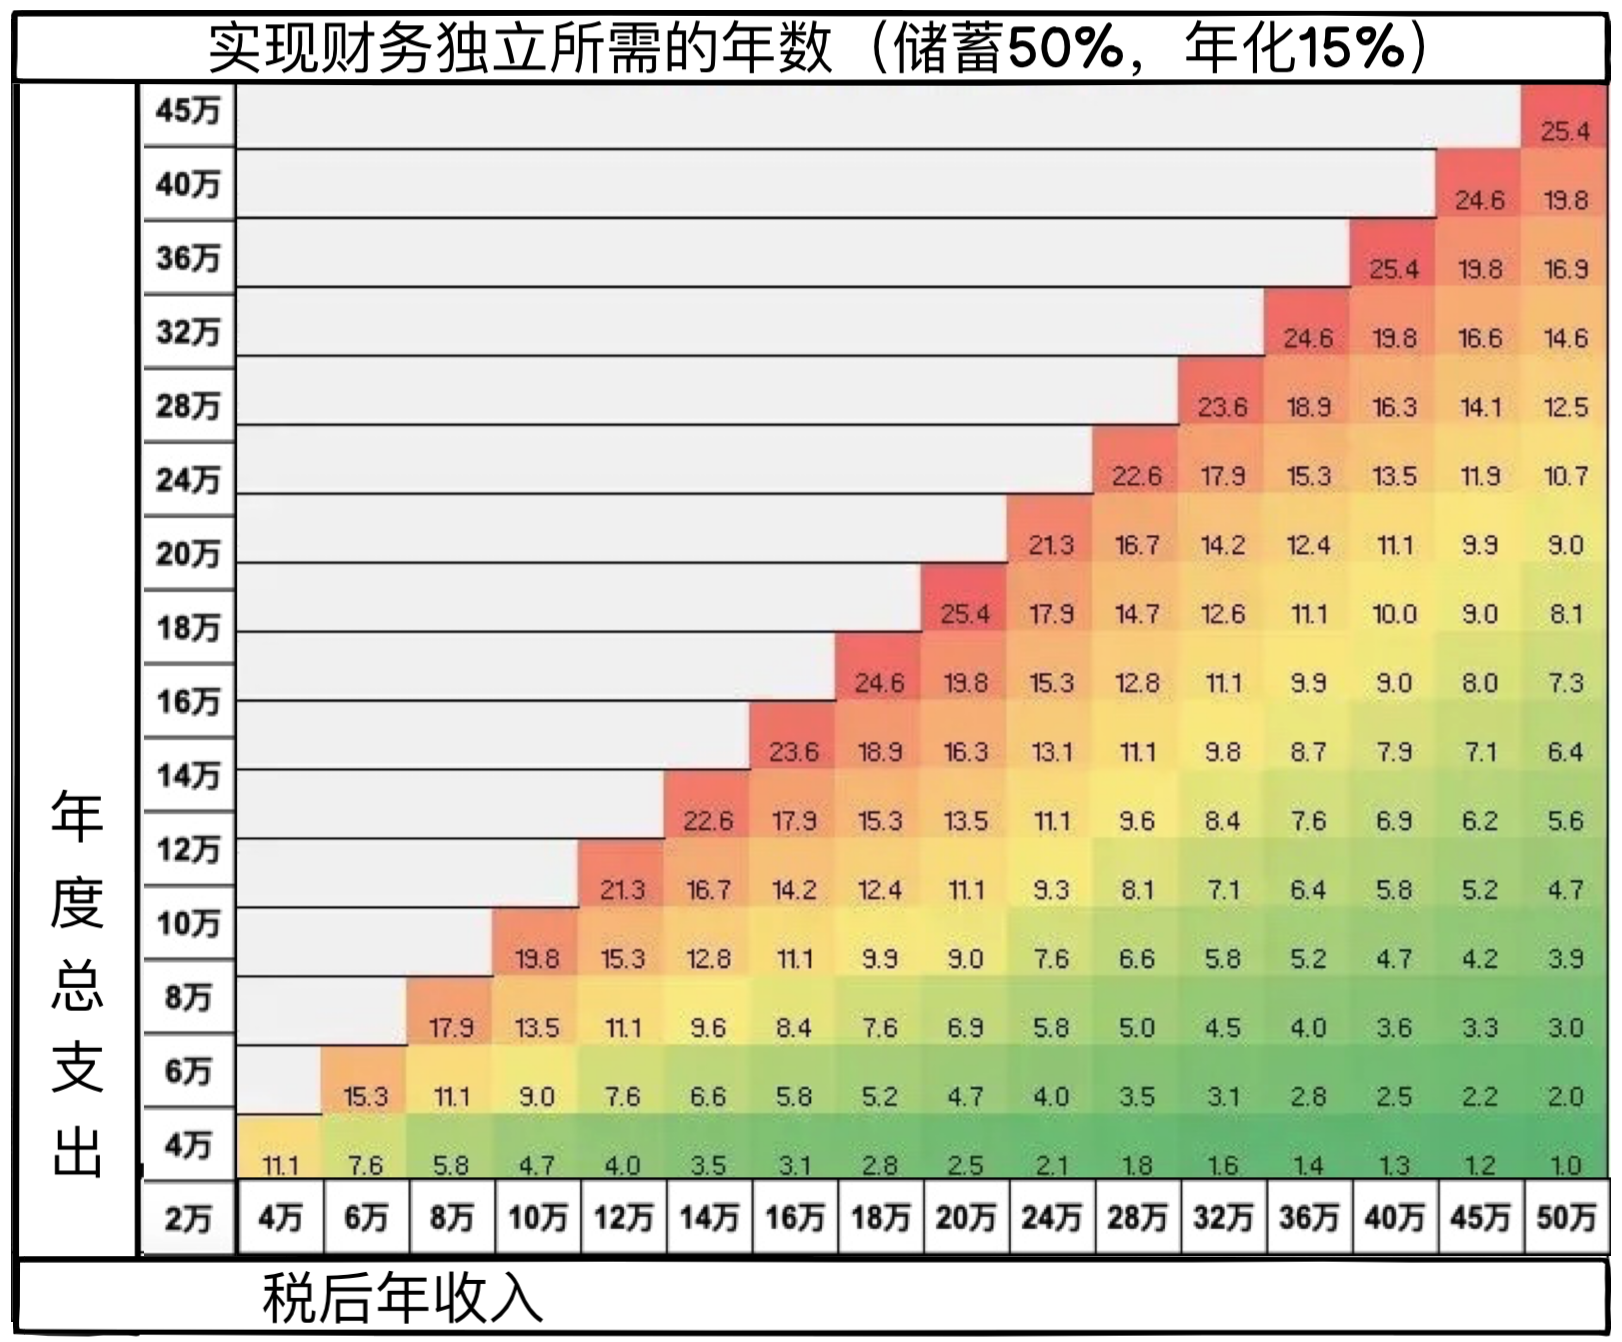 实现财务独立所需的年数（储蓄50%，年化15%）
45万 25.4
40万 24.6 19.8
36万 25.4 19.8 16.9
32万 24.6 19.8 16.6 14.6
28万 23.6 18.9 16.3 14.1 12.5
24万 22.6 17.9 15.3 13.5 11.9 10.7
20万 21.3 16.7 14.2 12.4 11.1 9.9 9.0
18万 25.4 17.9 14.7 12.6 11.1 10.0 9.0 8.1
16万 24.6 19.8 15.3 12.8 11.1 9.9 9.0 8.0 7.3
14万 23.6 18.9 16.3 13.1 11.1 9.8 8.7 7.9 7.1 6.4
12万 22.6 17.9 15.3 13.5 11.1 9.6 8.4 7.6 6.9 6.2 5.6
10万 21.3 16.7 14.2 12.4 11.1 9.3 8.1 7.1 6.4 5.8 5.2 4.7
8万 19.8 15.3 12.8 11.1 9.9 9.0 7.6 6.6 5.8 5.2 4.7 4.2 3.9
6万 17.9 13.5 11.1 9.6 8.4 7.6 6.9 5.8 5.0 4.5 4.0 3.6 3.3 3.0
4万 15.3 11.1 9.0 7.6 6.6 5.8 5.2 4.7 4.0 3.5 3.1 2.8 2.5 2.2 2.0
11.1 7.6 5.8 4.7 4.0 3.5 3.1 2.8 2.5 2.1 1.8 1.6 1.4 1.3 1.2 1.0
2万 4万 6万 8万 10万 12万 14万 16万 18万 20万 24万 28万 32万 36万 40万 45万 50万
年度总支出
税后年收入